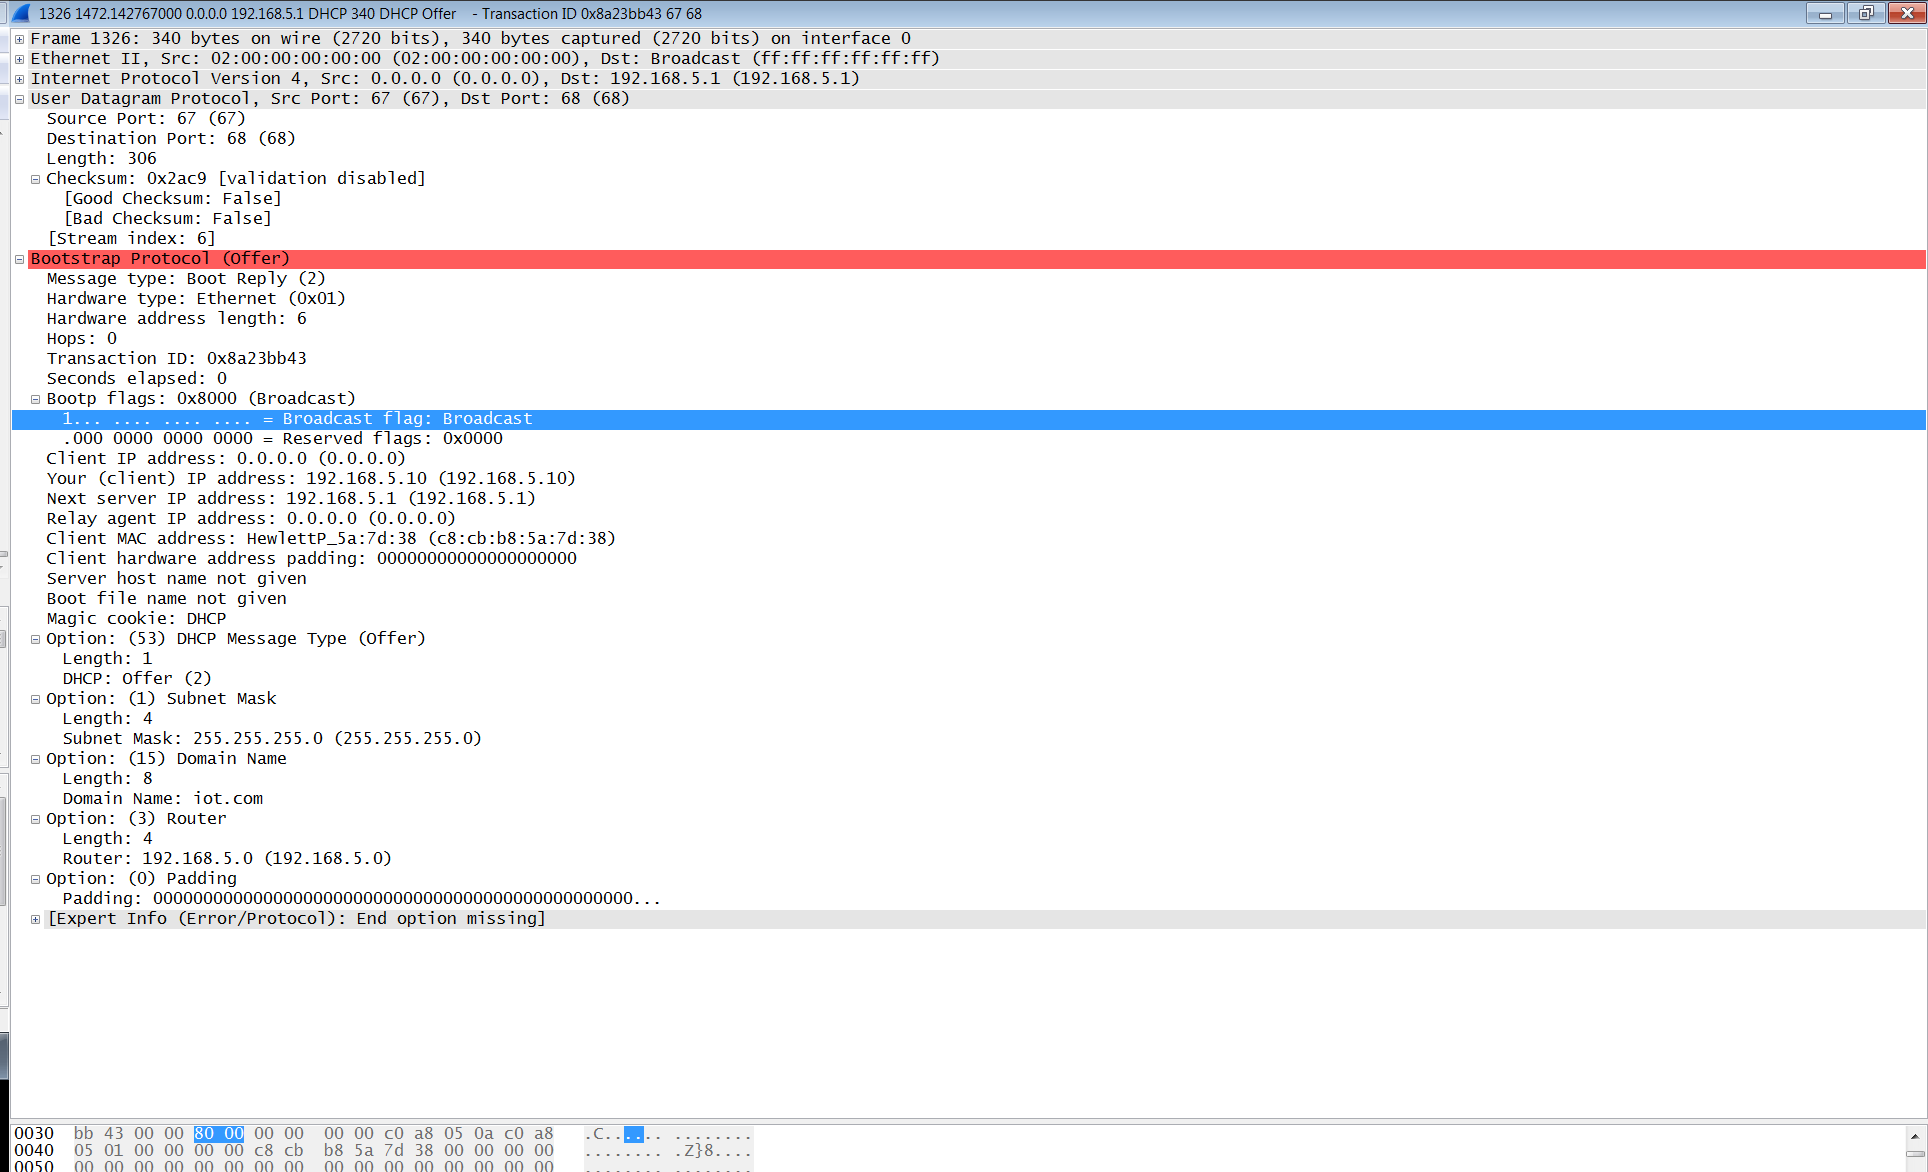 1326 1472.142767000 0.0.0.0 192.168.5.1 DHCP 340 DHCP Offer - Transaction ID 0x8a23bb43 67 68
Frame 1326: 340 bytes on wire (2720 bits), 340 bytes captured (2720 bits) on interface 0
Ethernet II, Src: 02:00:00:00:00:00 (02:00:00:00:00:00), Dst: Broadcast (ff:ff:ff:ff:ff:ff)
Internet Protocol Version 4, Src: 0.0.0.0 (0.0.0.0), Dst: 192.168.5.1 (192.168.5.1)
User Datagram Protocol, Src Port: 67 (67), Dst Port: 68 (68)
Source Port: 67 (67)
Destination Port: 68 (68)
Length: 306
Checksum: 0x2ac9 [validation disabled]
[Good Checksum: False]
[Bad Checksum: False]
[Stream index: 6]
Bootstrap Protocol (Offer)
Message type: Boot Reply (2)
Hardware type: Ethernet (0x01)
Hardware address length: 6
Hops: 0
Transaction ID: 0x8a23bb43
Seconds elapsed: 0
Bootp flags: 0x8000 (Broadcast)
1... .... .... .... = Broadcast flag: Broadcast
.000 0000 0000 0000 = Reserved flags: 0x0000
Client IP address: 0.0.0.0 (0.0.0.0)
Your (client) IP address: 192.168.5.10 (192.168.5.10)
Next server IP address: 192.168.5.1 (192.168.5.1)
Relay agent IP address: 0.0.0.0 (0.0.0.0)
Client MAC address: HewlettP_5a:7d:38 (c8:cb:b8:5a:7d:38)
Client hardware address padding: 00000000000000000000
Server host name not given
Boot file name not given
Magic cookie: DHCP
Option: (53) DHCP Message Type (Offer)
Length: 1
DHCP: Offer (2)
Option: (1) Subnet Mask
Length: 4
Subnet Mask: 255.255.255.0 (255.255.255.0)
Option: (15) Domain Name
Length: 8
Domain Name: iot.com
Option: (3) Router
Length: 4
Router: 192.168.5.0 (192.168.5.0)
Option: (0) Padding
Padding: 000000000000000000000000000000000000000000000000...
[Expert Info (Error/Protocol): End option missing]
0030 bb 43 00 00 80 00 00 00 00 00 c0 a8 05 0a c0 a8 .C...... ........
0040 05 01 00 00 00 00 c8 cb b8 5a 7d 38 00 00 00 00 ........ .Z}8....
0050 00 00 00 00 00 00 00 00 00 00 00 00 00 00 00 00 ........ ........